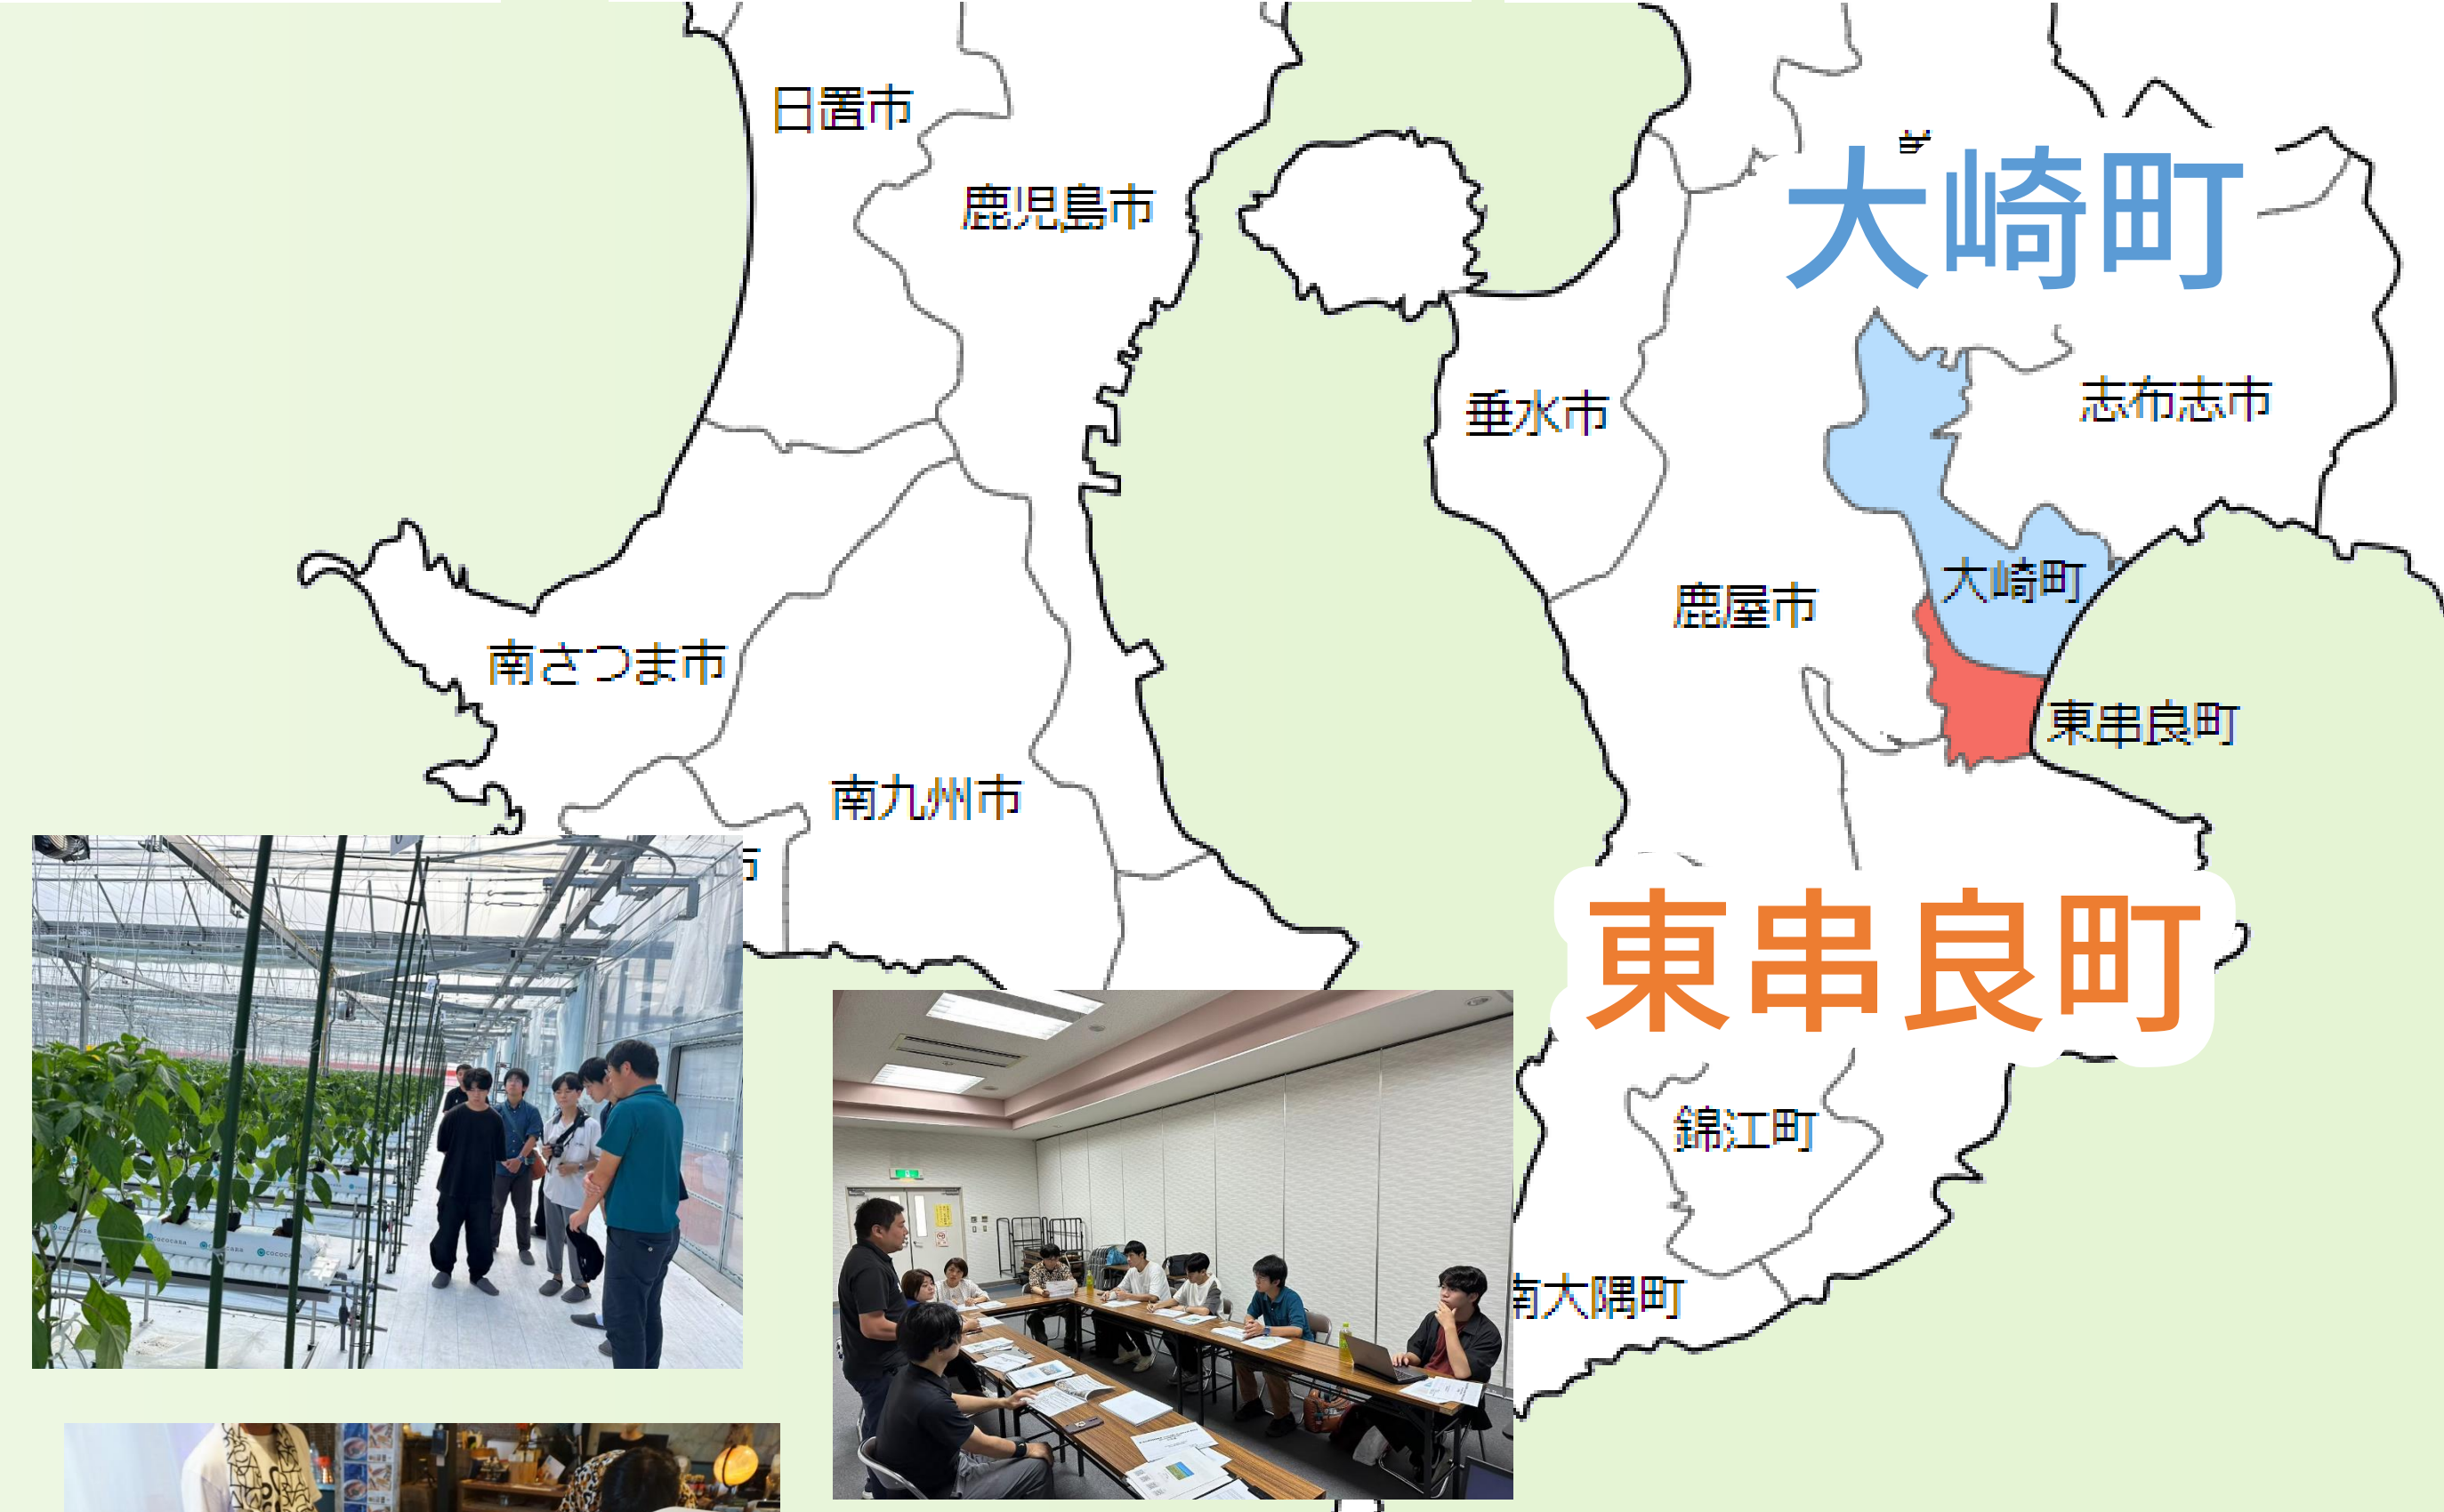 日置市
鹿児島市
大崎町
垂水市
志布志市
大崎町
鹿屋市
南さつま市
東串良町
南九州市
市
東串良町
錦江町
南大隅町